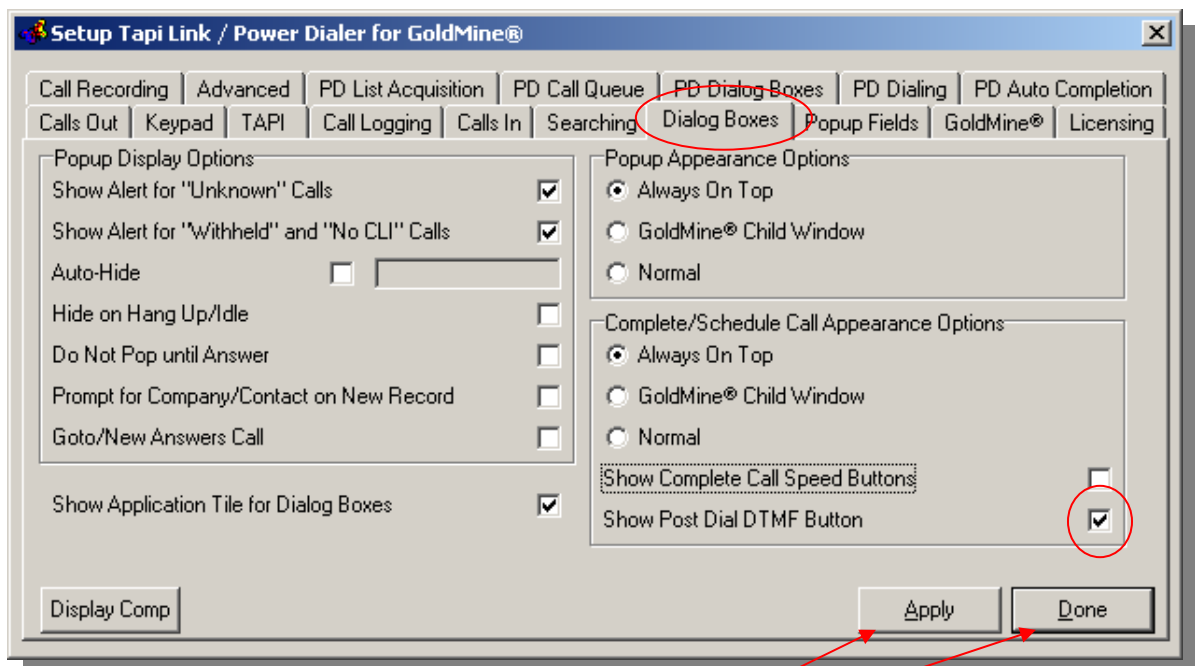 Setup Tapi Link / Power Dialer for GoldMine®
Call Recording Advanced PD List Acquisition PD Call Queue PD Dialog Boxes PD Dialing PD Auto Completion
Calls Out Keypad TAPI Call Logging Calls In Searching Dialog Boxes Popup Fields GoldMine® Licensing
Popup Display Options
Show Alert for "Unknown" Calls
Show Alert for "Withheld" and "No CLI" Calls
Auto-Hide
Hide on Hang Up/Idle
Do Not Pop until Answer
Prompt for Company/Contact on New Record
Goto/New Answers Call
Show Application Tile for Dialog Boxes
Popup Appearance Options
Always On Top
GoldMine® Child Window
Normal
Complete/Schedule Call Appearance Options
Always On Top
GoldMine® Child Window
Normal
Show Complete Call Speed Buttons
Show Post Dial DTMF Button
Display Comp
Apply
Done